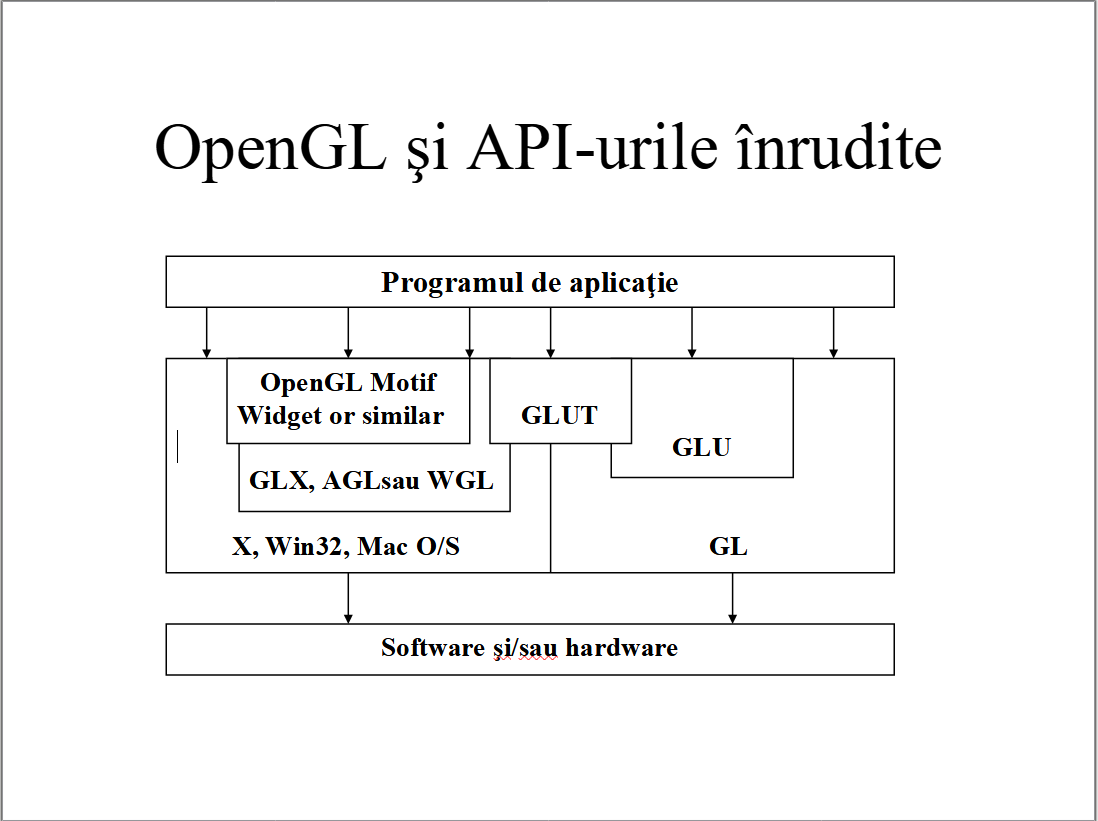 OpenGL şi API-urile înrudite
Programul de aplicaţie
OpenGL Motif
Widget or similar
GLUT
GLU
GLX, AGLsau WGL
X, Win32, Mac O/S
GL
Software şi/sau hardware